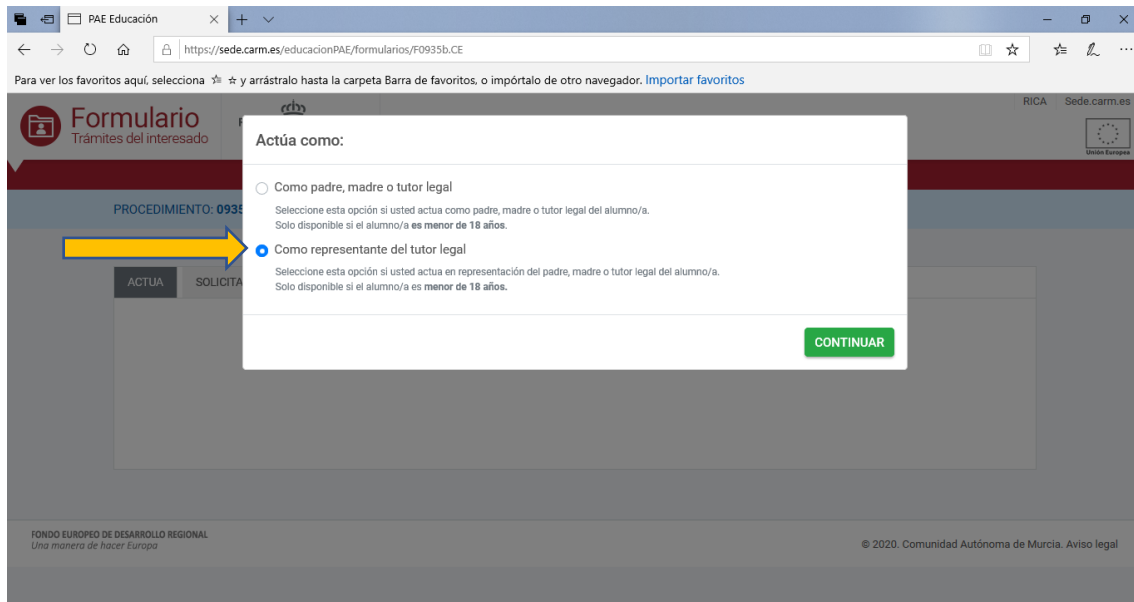 PAE Educación
https://sede.carm.es/educacionPAE/formularios/F0935b.CE
Para ver los favoritos aquí, selecciona y arrástralo hasta la carpeta Barra de favoritos, o impórtalo de otro navegador. Importar favoritos
Formulario
Trámites del interesado
RICA Sede.carm.es
Unión Europea
Actúa como:
Como padre, madre o tutor legal
Seleccione esta opción si usted actua como padre, madre o tutor legal del alumno/a.
Solo disponible si el alumno/a es menor de 18 años.
PROCEDIMIENTO: 0935
Como representante del tutor legal
Seleccione esta opción si usted actua en representación del padre, madre o tutor legal del alumno/a.
Solo disponible si el alumno/a es menor de 18 años.
ACTUA SOLICITA
CONTINUAR
FONDO EUROPEO DE DESARROLLO REGIONAL
Una manera de hacer Europa
© 2020. Comunidad Autónoma de Murcia. Aviso legal